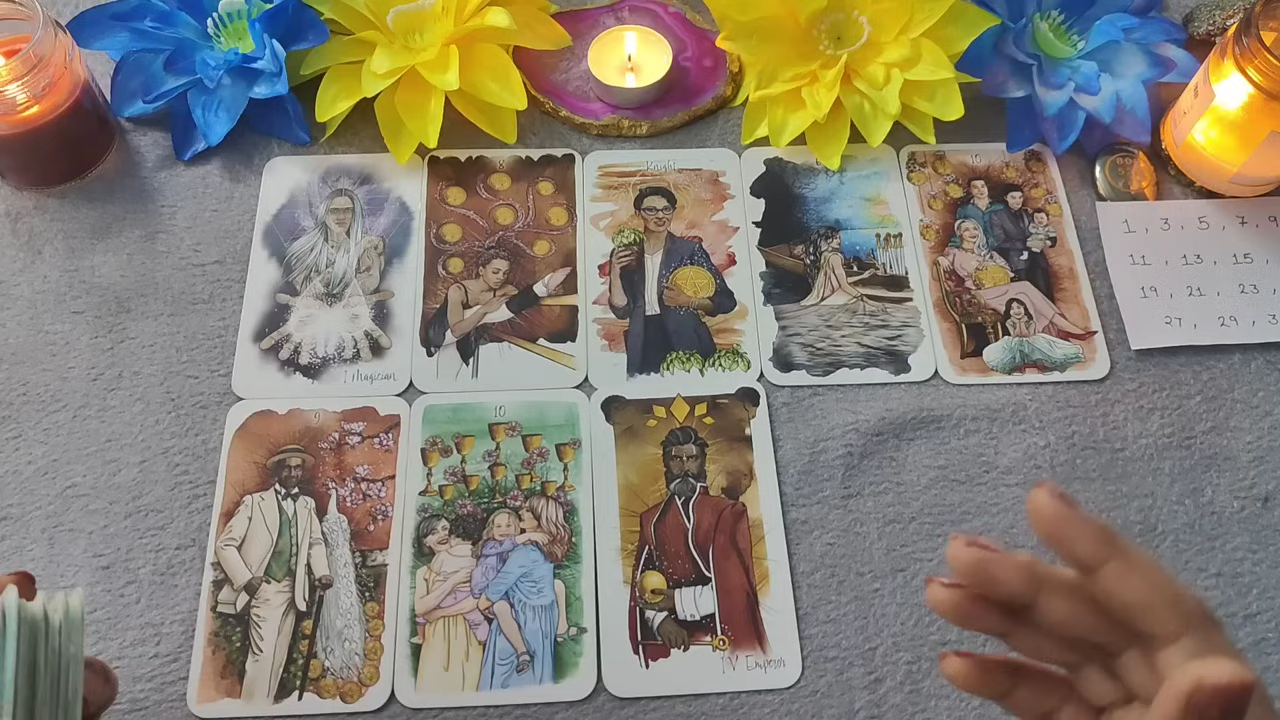 8
Knight
10
1, 3, 5, 7, 9
11, 13, 15,
19, 21, 23,
27, 29, 3
I Magician
9
10
IV Emperor